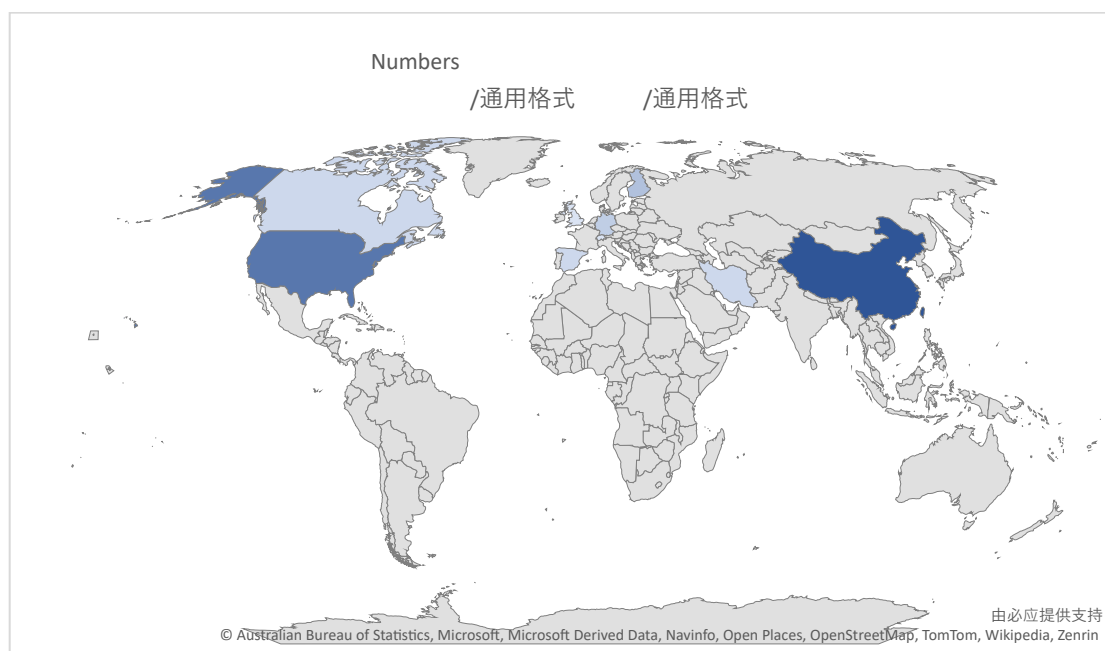 Numbers
/通用格式 /通用格式
由必应提供支持
© Australian Bureau of Statistics, Microsoft, Microsoft Derived Data, Navinfo, Open Places, OpenStreetMap, TomTom, Wikipedia, Zenrin